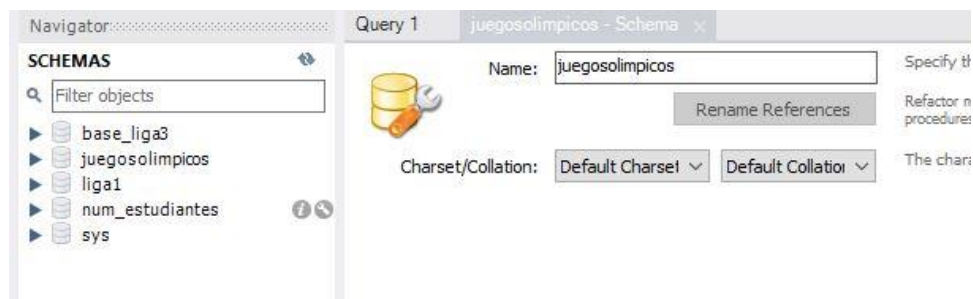 Navigator
SCHEMAS
Filter objects
base_liga3
juegosolimpicos
liga1
num_estudiantes
sys
Query 1
juegosolimpicos - Schema
Name:
juegosolimpicos
Specify th
Rename References
Refactor m
procedures
Charset/Collation:
Default Charset
Default Collation
The chara